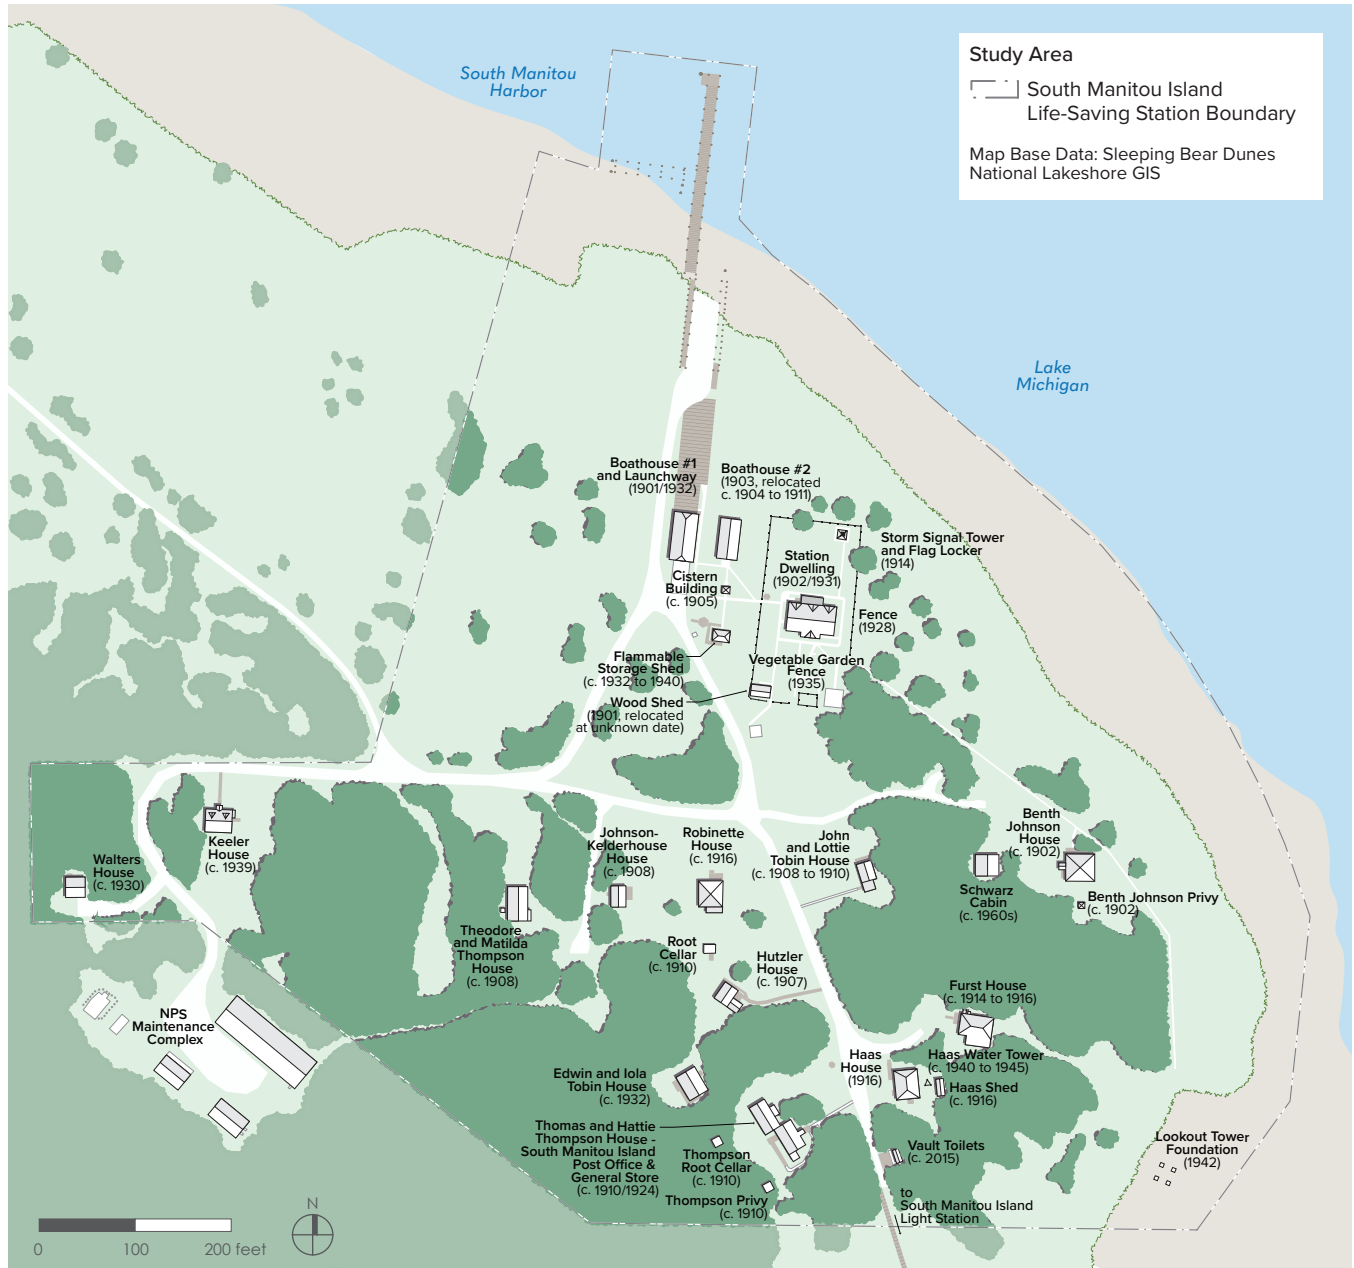 South Manitou
Harbor
Study Area
South Manitou Island
Life-Saving Station Boundary
Map Base Data: Sleeping Bear Dunes
National Lakeshore GIS
Lake
Michigan
Boathouse #1
and Launchway
(1901/1932)
Boathouse #2
(1903, relocated
c. 1904 to 1911)
Storm Signal Tower
and Flag Locker
(1914)
Station
Dwelling
(1902/1931)
Cistern
Building
(c. 1905)
Fence
(1928)
Flammable
Storage Shed
(c. 1932 to 1940)
Vegetable Garden
Fence
(1935)
Wood Shed
(1901, relocated
at unknown date)
Keeler
House
(c. 1939)
Walters
House
(c. 1930)
Johnson-
Kelderhouse
House
(c. 1908)
Robinette
House
(c. 1916)
John
and Lottie
Tobin House
(c. 1908 to 1910)
Benth
Johnson
House
(c. 1902)
Schwarz
Cabin
(c. 1960s)
Benth Johnson Privy
(c. 1902)
Theodore
and Matilda
Thompson
House
(c. 1908)
Root
Cellar
(c. 1910)
Hutzler
House
(c. 1907)
Furst House
(c. 1914 to 1916)
NPS
Maintenance
Complex
Haas
House
(1916)
Haas Water Tower
(c. 1940 to 1945)
Haas Shed
(c. 1916)
Edwin and Iola
Tobin House
(c. 1932)
Thomas and Hattie
Thompson House -
South Manitou Island
Post Office &
General Store
(c. 1910/1924)
Thompson
Root Cellar
(c. 1910)
Thompson Privy
(c. 1910)
Vault Toilets
(c. 2015)
Lookout Tower
Foundation
(1942)
to
South Manitou Island
Light Station
N
0 100 200 feet